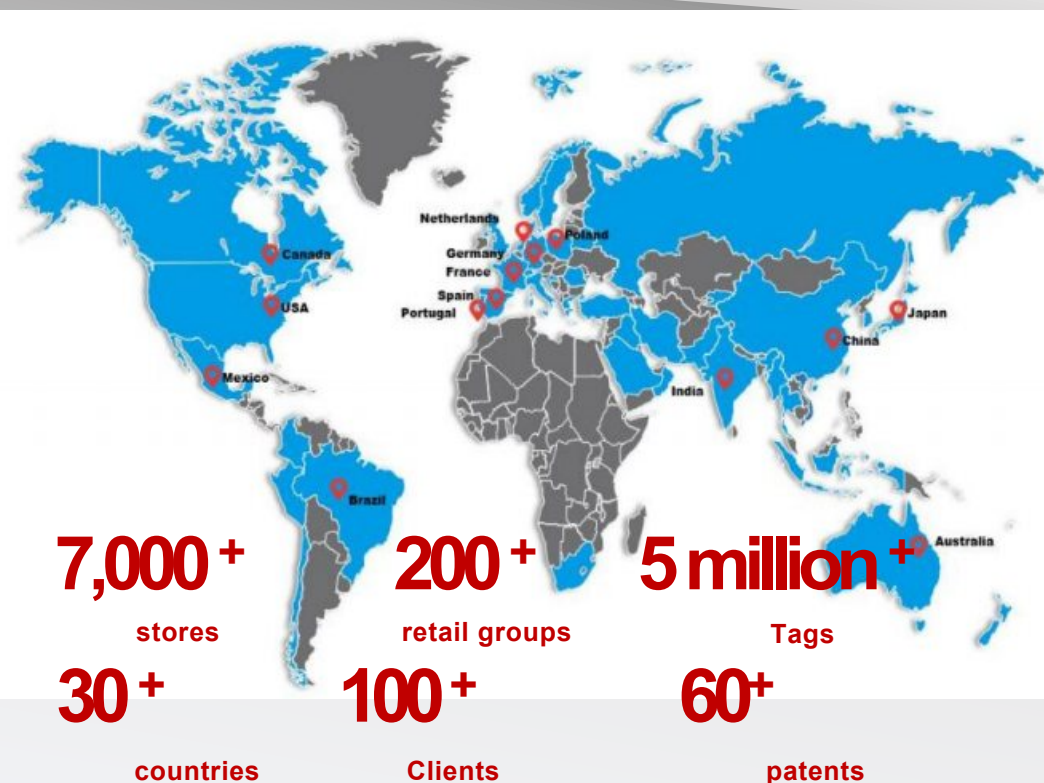 Netherlands
Poland
Germany
Canada
France
Spain
USA
Portugal
Japan
China
Mexico
India
Brazil
Australia
7,000 +
200 +
5 million +
stores
retail groups
Tags
30 +
100 +
60+
countries
Clients
patents